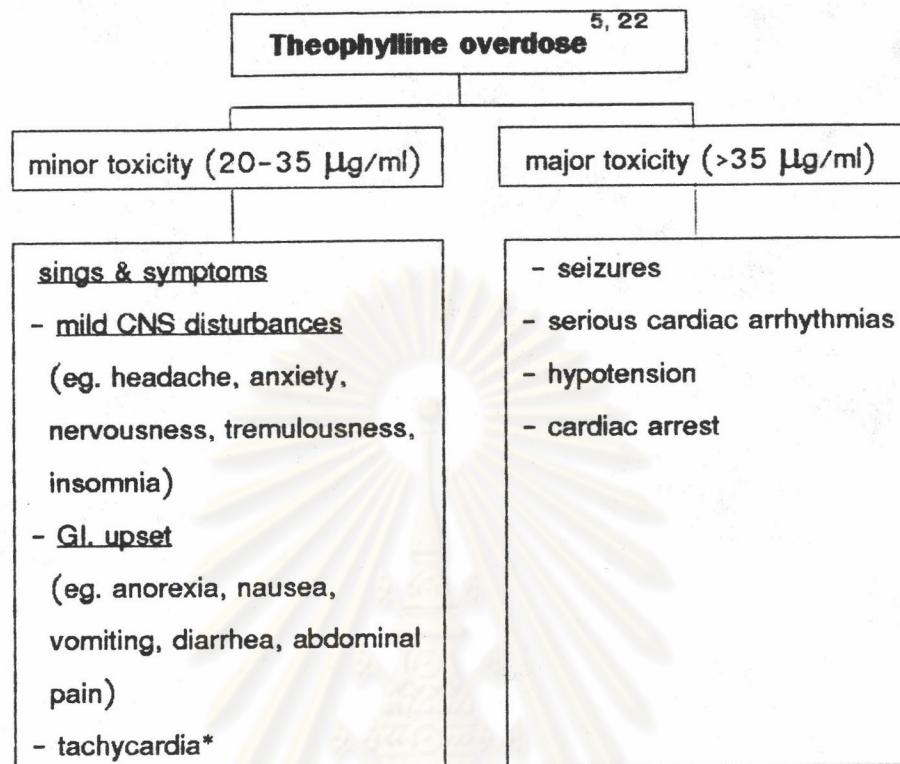 Theophylline overdose 5, 22
minor toxicity (20-35 µg/ml)
major toxicity (>35 µg/ml)
sings & symptoms
- mild CNS disturbances
(eg. headache, anxiety,
nervousness, tremulousness,
insomnia)
- GI. upset
(eg. anorexia, nausea,
vomiting, diarrhea, abdominal
pain)
- tachycardia*
- seizures
- serious cardiac arrhythmias
- hypotension
- cardiac arrest